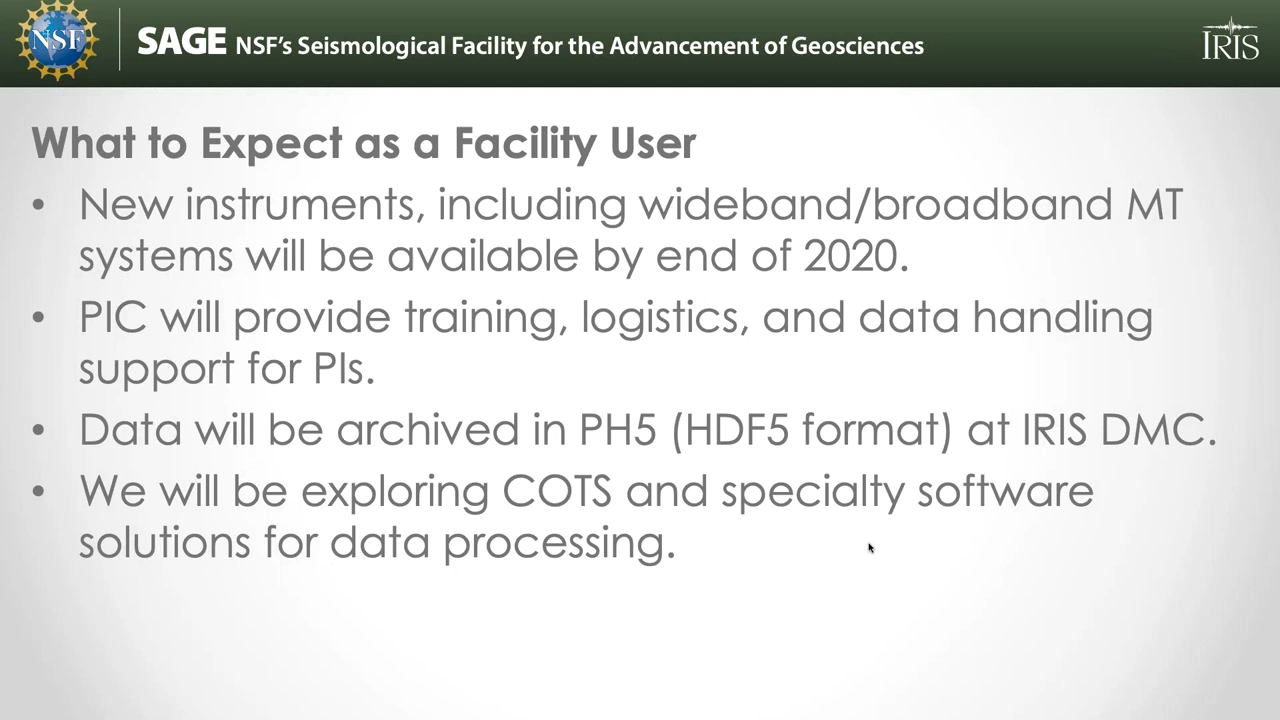 NSF
SAGE NSF's Seismological Facility for the Advancement of Geosciences
IRIS
What to Expect as a Facility User
• New instruments, including wideband/broadband MT
systems will be available by end of 2020.
• PIC will provide training, logistics, and data handling
support for PIs.
• Data will be archived in PH5 (HDF5 format) at IRIS DMC.
• We will be exploring COTS and specialty software
solutions for data processing.